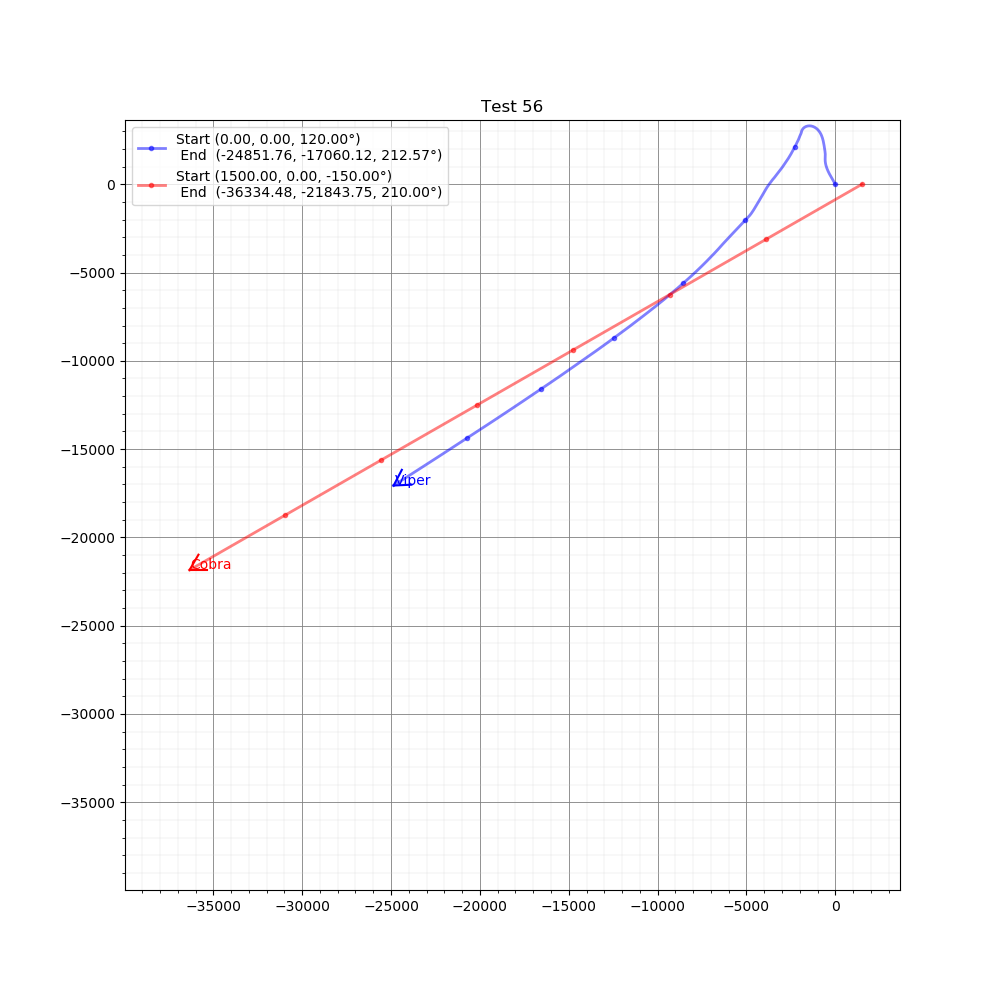 Test 56
Start (0.00, 0.00, 120.00°)
End (-24851.76, -17060.12, 212.57°)
Start (1500.00, 0.00, -150.00°)
End (-36334.48, -21843.75, 210.00°)
0
−5000
−10000
−15000
−20000
−25000
−30000
−35000
Viper
Cobra
−35000 −30000 −25000 −20000 −15000 −10000 −5000 0